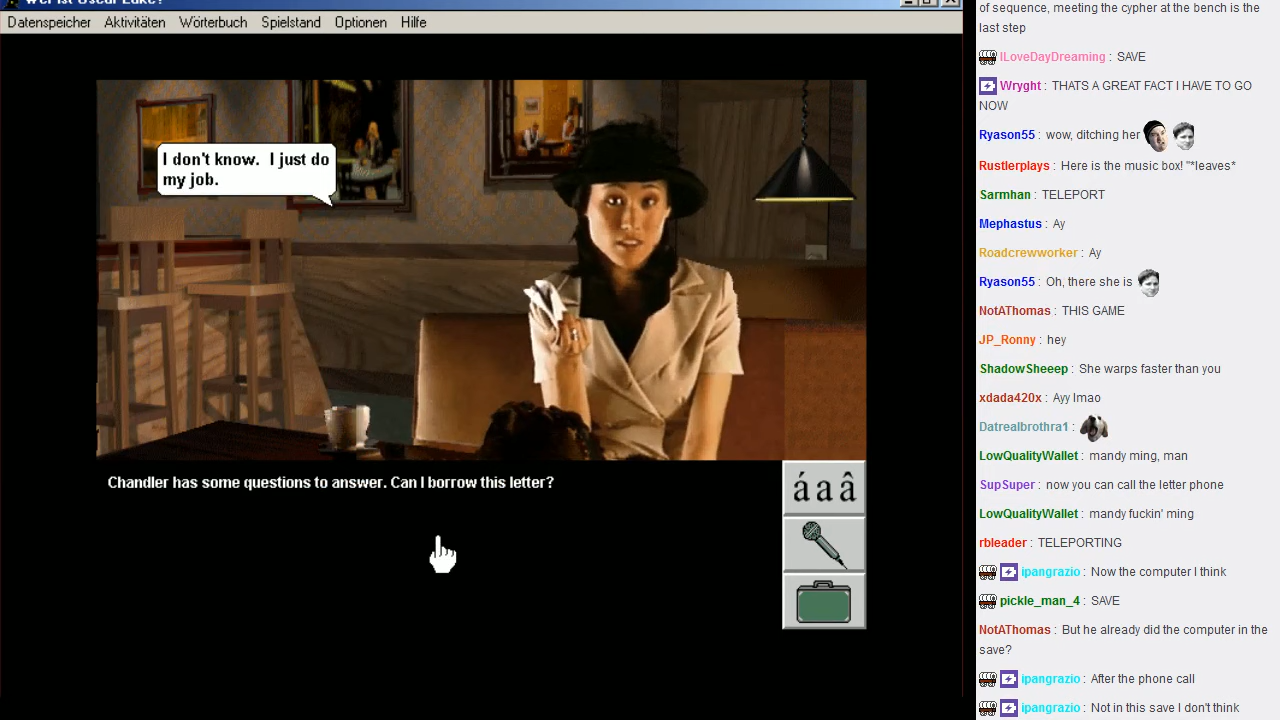 Wer ist Oscar Lake?
Datenspeicher Aktivitäten Wörterbuch Spielstand Optionen Hilfe
I don't know. I just do
my job.
Chandler has some questions to answer. Can I borrow this letter?
á a â
of sequence, meeting the cypher at the bench is the
last step
ILoveDayDreaming : SAVE
Wryght : THATS A GREAT FACT I HAVE TO GO
NOW
Ryason55 : wow, ditching her
Rustlerplays : Here is the music box! "*leaves*
Sarmhan : TELEPORT
Mephastus : Ay
Roadcrewworker : Ay
Ryason55 : Oh, there she is
NotAThomas : THIS GAME
JP_Ronny : hey
ShadowSheeep : She warps faster than you
xdada420x : Ayy lmao
Datrealbrothra1 :
LowQualityWallet : mandy ming, man
SupSuper : now you can call the letter phone
LowQualityWallet : mandy fuckin' ming
rbleader : TELEPORTING
ipangrazio : Now the computer I think
pickle_man_4 : SAVE
NotAThomas : But he already did the computer in the
save?
ipangrazio : After the phone call
ipangrazio : Not in this save I don't think